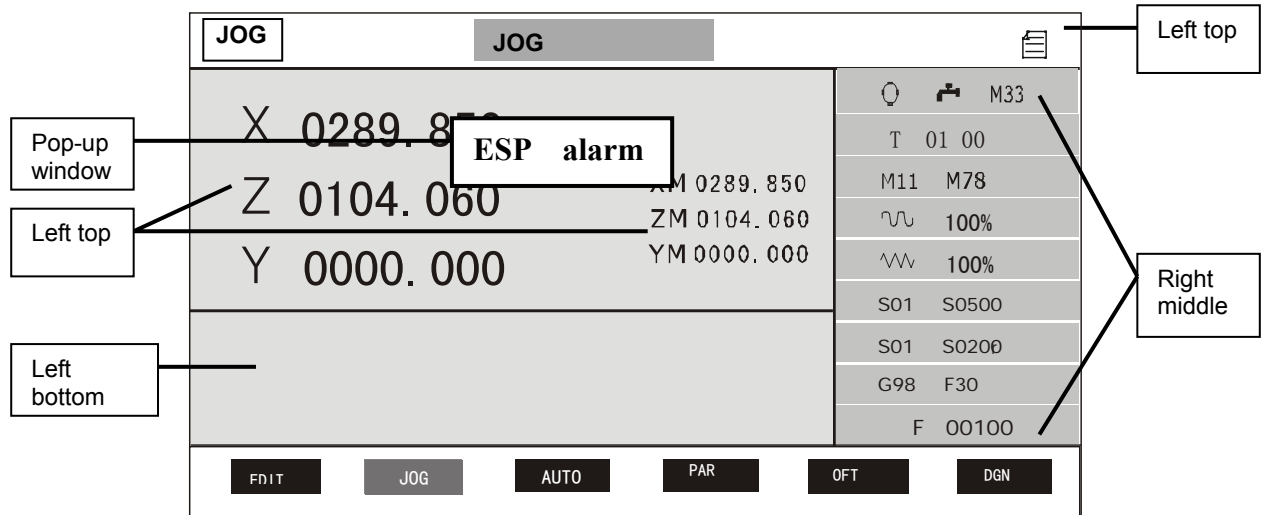 JOG
JOG
Left top
Pop-up
window
Left top
Left
bottom
X 0289.850
Z 0104.060
Y 0000.000
ESP alarm
XM 0289.850
ZM 0104.060
YM 0000.000
M33
T 01 00
M11 M78
100%
100%
S01 S0500
S01 S0200
G98 F30
F 00100
Right
middle
EDIT
JOG
AUTO
PAR
OFT
DGN